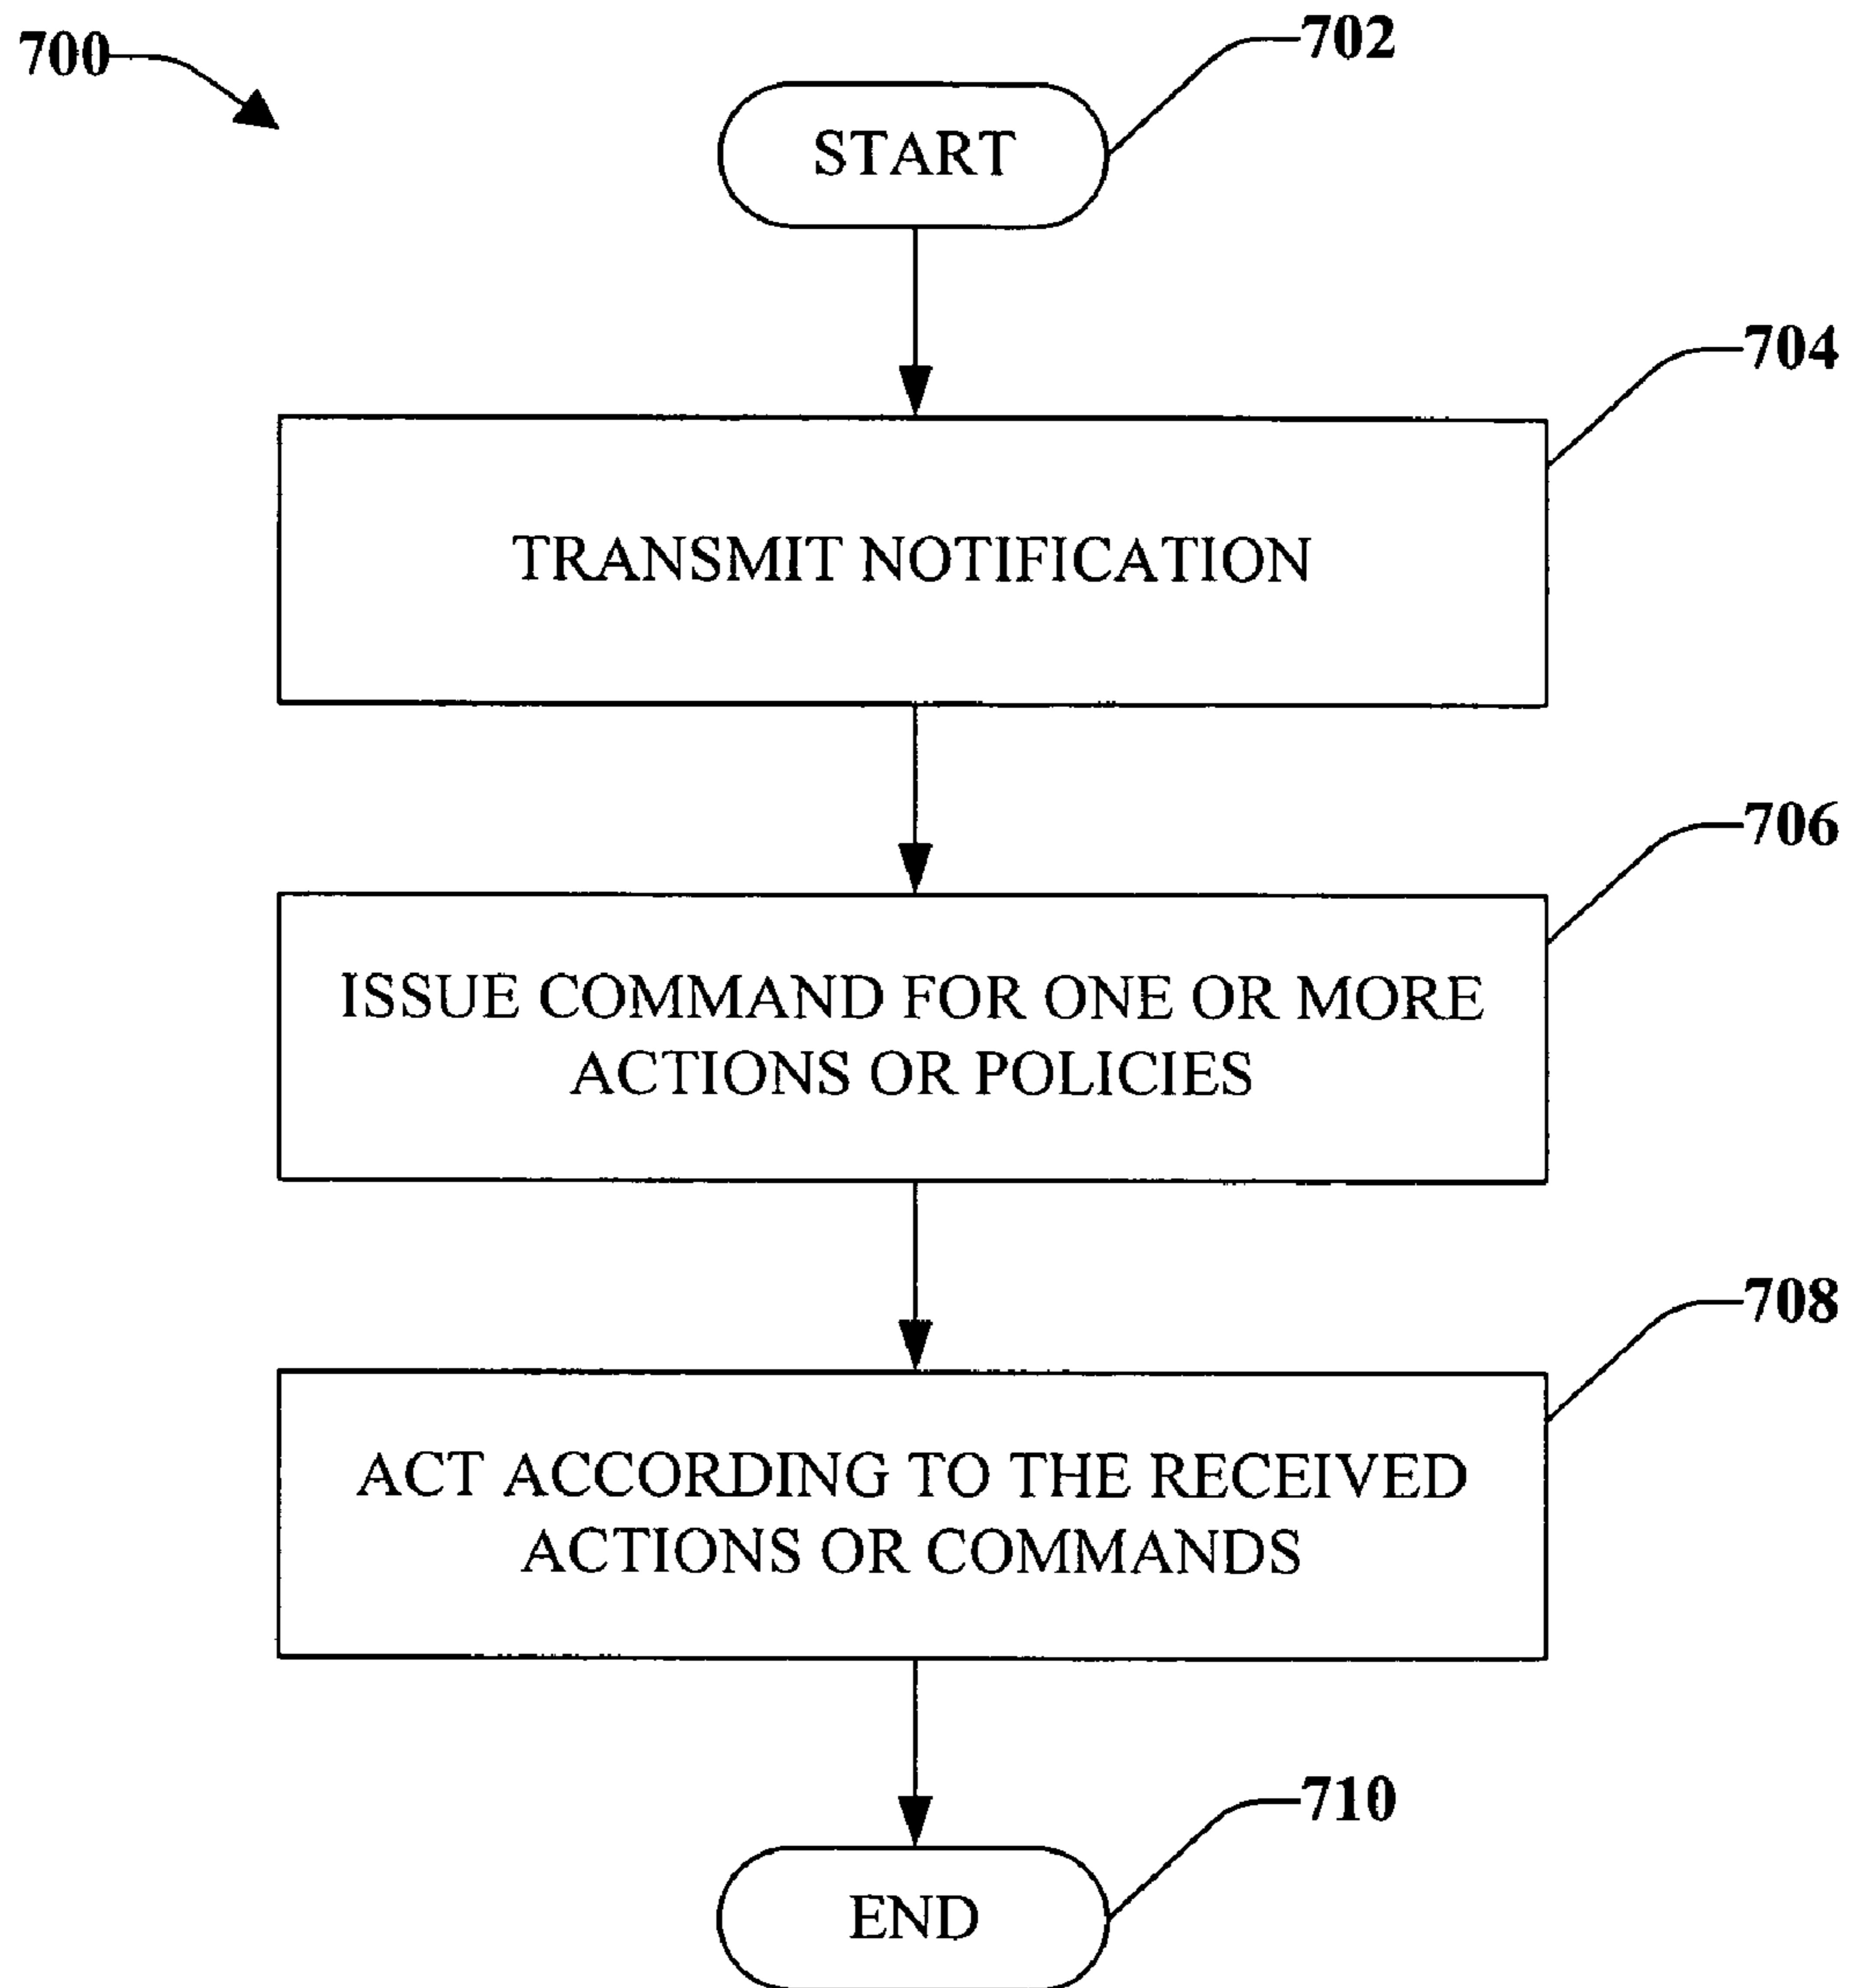 700
702
START
704
TRANSMIT NOTIFICATION
706
ISSUE COMMAND FOR ONE OR MORE
ACTIONS OR POLICIES
708
ACT ACCORDING TO THE RECEIVED
ACTIONS OR COMMANDS
710
END